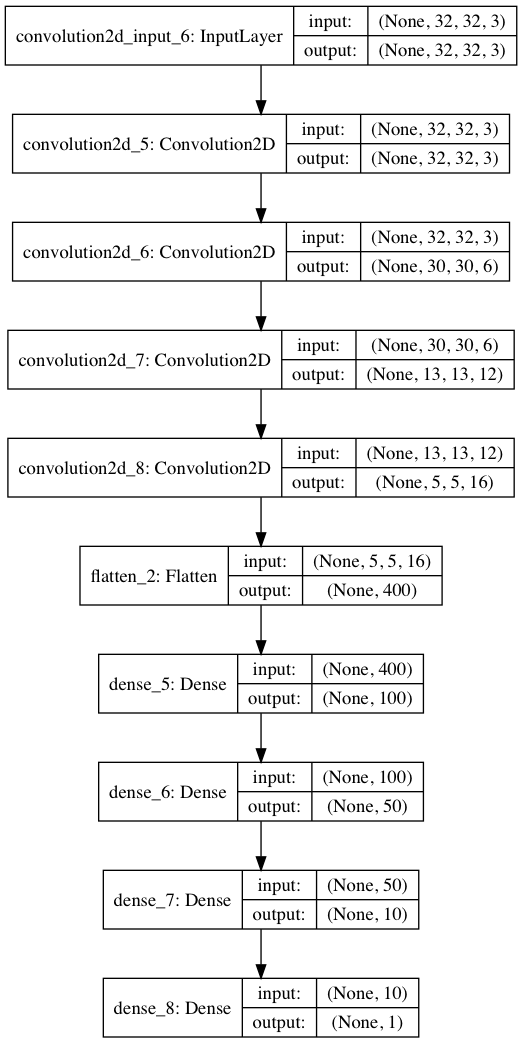 convolution2d_input_6: InputLayer
input: (None, 32, 32, 3)
output: (None, 32, 32, 3)
convolution2d_5: Convolution2D
input: (None, 32, 32, 3)
output: (None, 32, 32, 3)
convolution2d_6: Convolution2D
input: (None, 32, 32, 3)
output: (None, 30, 30, 6)
convolution2d_7: Convolution2D
input: (None, 30, 30, 6)
output: (None, 13, 13, 12)
convolution2d_8: Convolution2D
input: (None, 13, 13, 12)
output: (None, 5, 5, 16)
flatten_2: Flatten
input: (None, 5, 5, 16)
output: (None, 400)
dense_5: Dense
input: (None, 400)
output: (None, 100)
dense_6: Dense
input: (None, 100)
output: (None, 50)
dense_7: Dense
input: (None, 50)
output: (None, 10)
dense_8: Dense
input: (None, 10)
output: (None, 1)